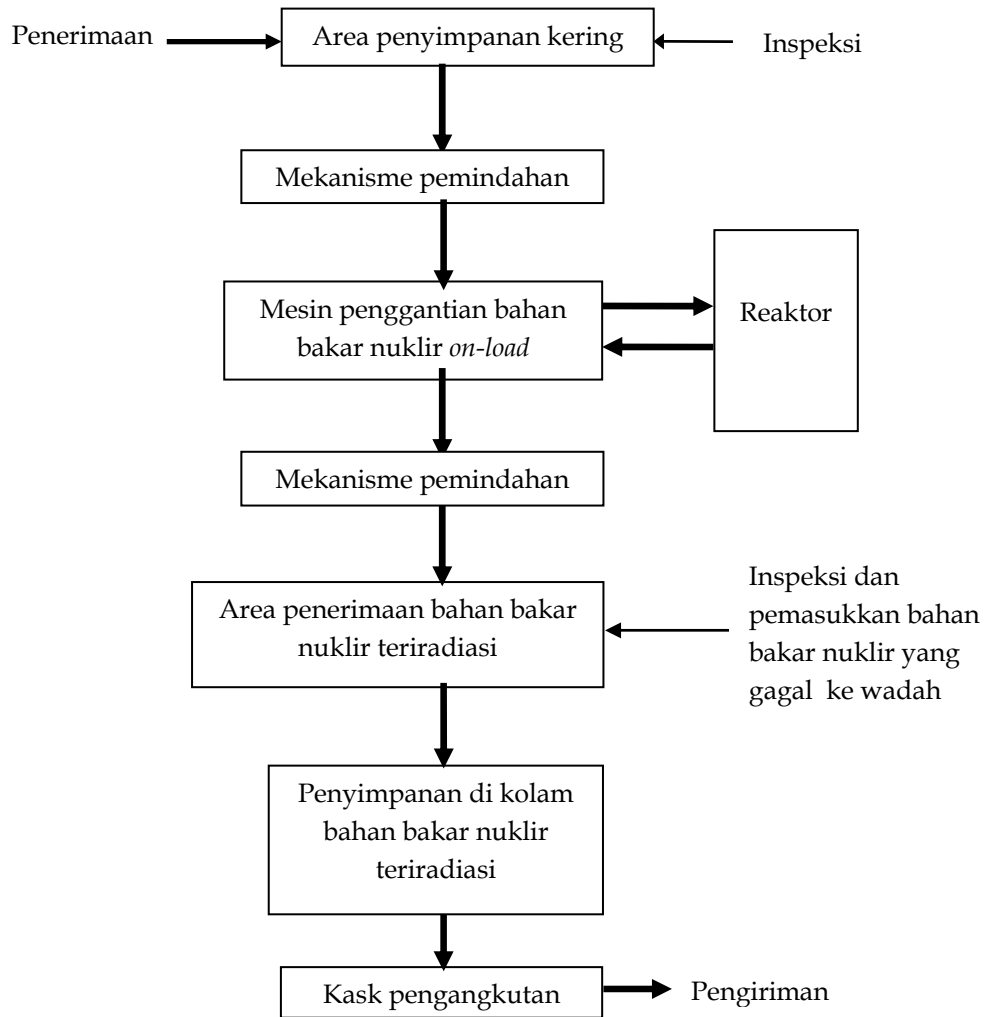 Penerimaan
Area penyimpanan kering
Inspeksi
Mekanisme pemindahan
Mesin penggantian bahan
bakar nuklir on-load
Reaktor
Mekanisme pemindahan
Area penerimaan bahan bakar
nuklir teriradiasi
Inspeksi dan
pemasukkan bahan
bakar nuklir yang
gagal ke wadah
Penyimpanan di kolam
bahan bakar nuklir
teriradiasi
Kask pengangkutan
Pengiriman